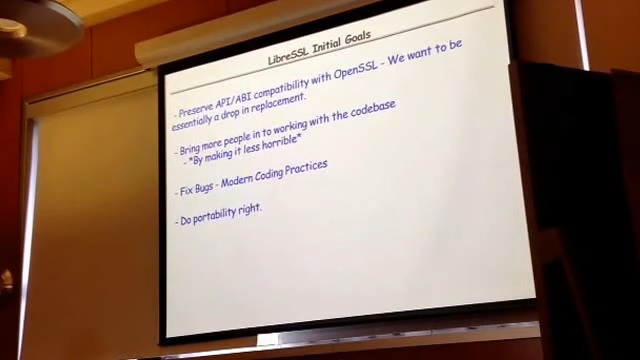 LibreSSL Initial Goals
- Preserve API/ABI compatibility with OpenSSL - We want to be
essentially a drop in replacement.
- Bring more people in to working with the codebase
- *By making it less horrible*
- Fix Bugs - Modern Coding Practices
- Do portability right.